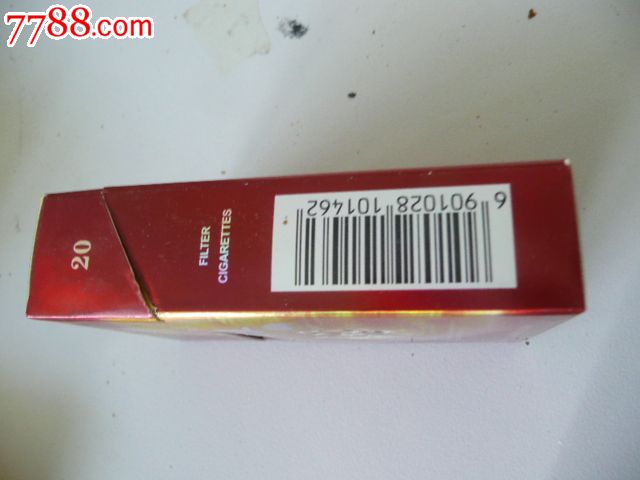 7788.com
20
FILTER
CIGARETTES
6 901028 101462